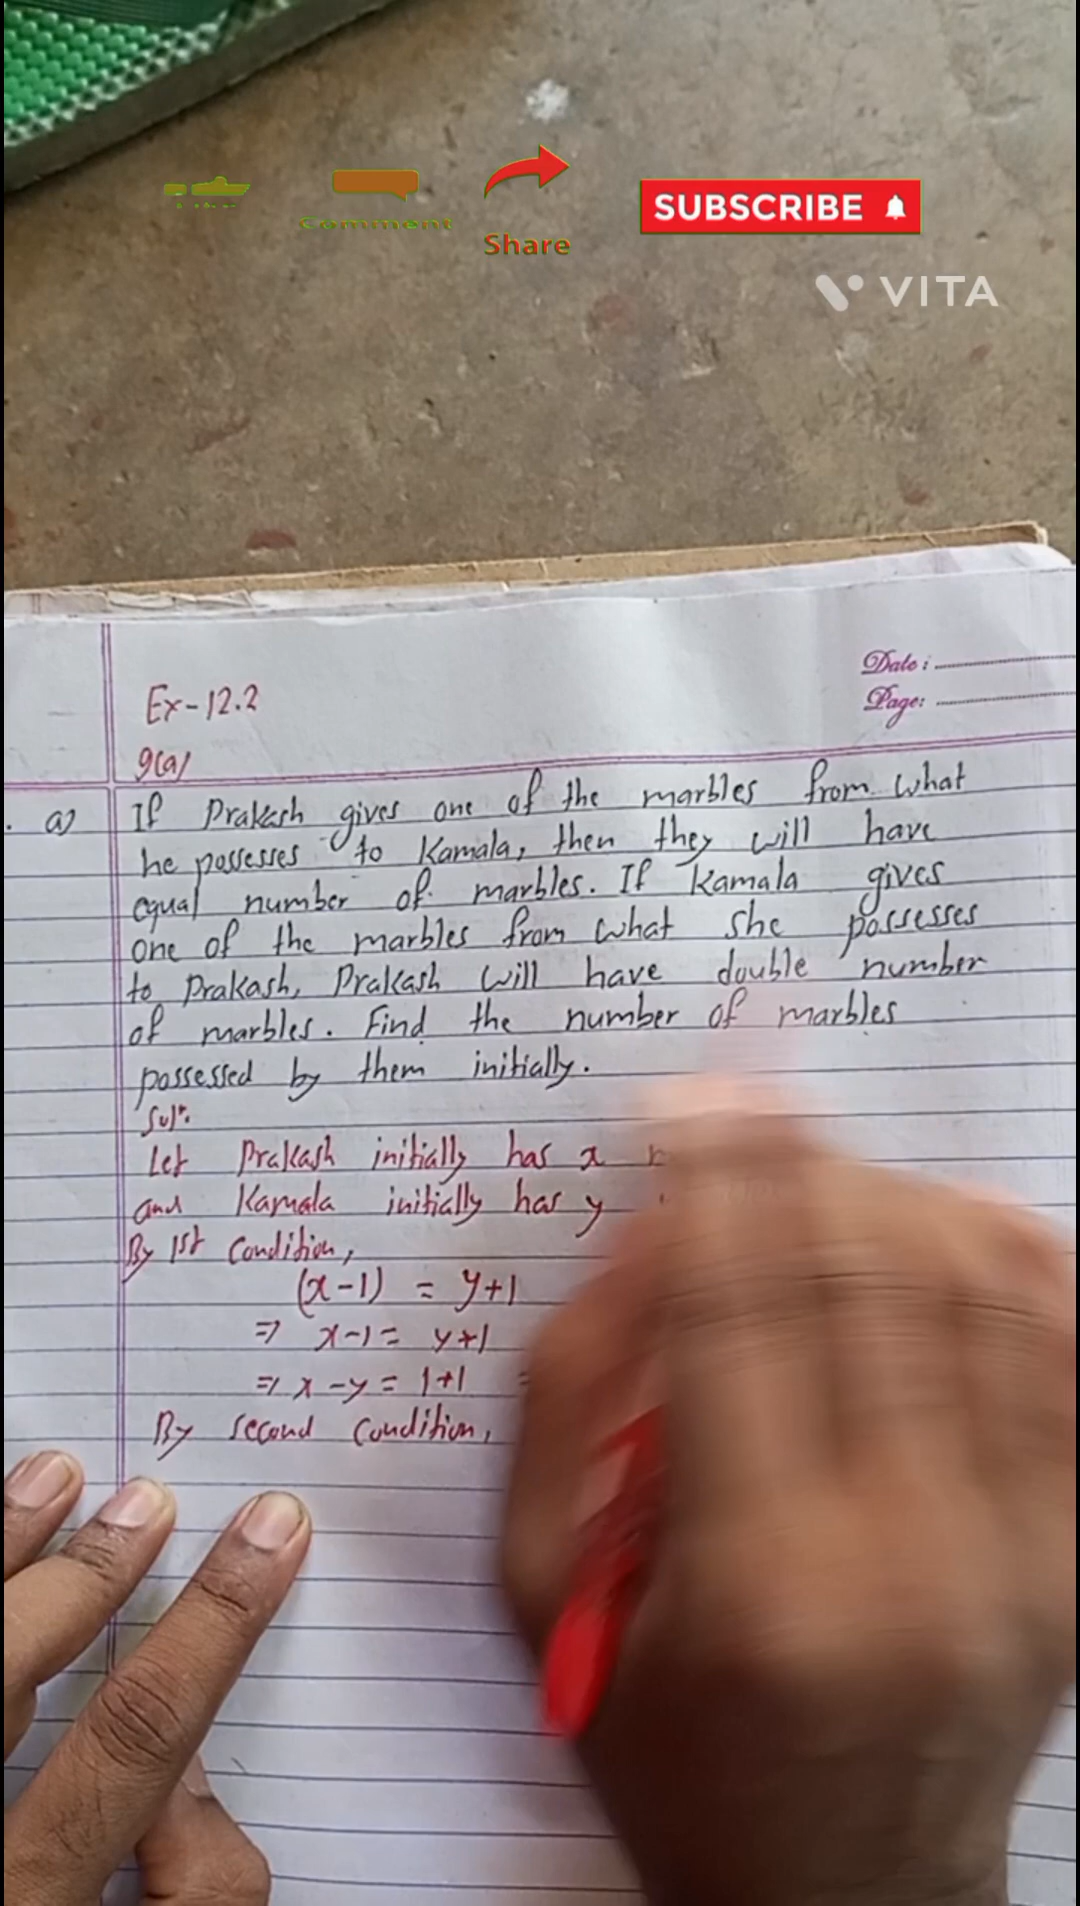 Comment
Share
SUBSCRIBE
VITA
Date:
Page:
Ex-12.2
9(a)
a) If Prakash gives one of the marbles from what
he possesses to Kamala, then they will have
equal number of marbles. If Kamala gives
one of the marbles from what she possesses
to Prakash, Prakash will have double number
of marbles. Find the number of marbles
possessed by them initially.
Solⁿ.
Let Prakash initially has x
and Kamala initially has y
By 1st condition,
(x-1) = y+1
⇒ x-1 = y+1
⇒ x-y = 1+1
By second condition,